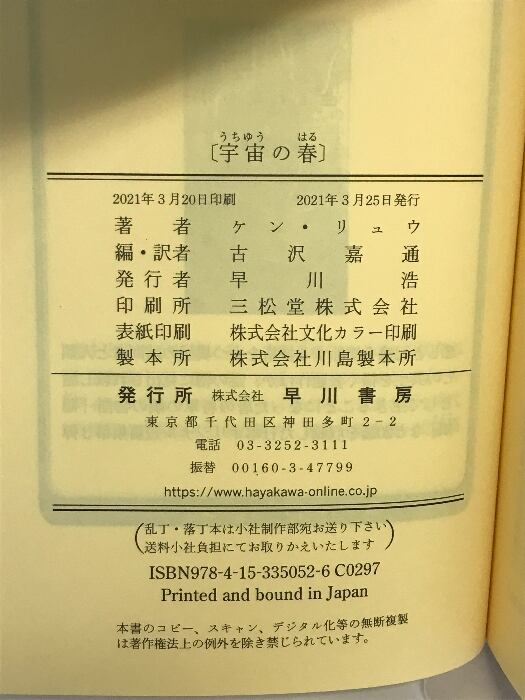 うちゅう はる
〔宇宙の春〕
2021年3月20日印刷 2021年3月25日発行
著者 ケン・リュウ
編・訳者 古沢嘉通
発行者 早川浩
印刷所 三松堂株式会社
表紙印刷 株式会社文化カラー印刷
製本所 株式会社川島製本所
発行所 株式会社 早川書房
東京都千代田区神田多町2-2
電話 03-3252-3111
振替 00160-3-47799
https://www.hayakawa-online.co.jp
(乱丁・落丁本は小社制作部宛お送り下さい
送料小社負担にてお取りかえいたします)
ISBN978-4-15-335052-6 C0297
Printed and bound in Japan
本書のコピー、スキャン、デジタル化等の無断複製
は著作権法上の例外を除き禁じられています。